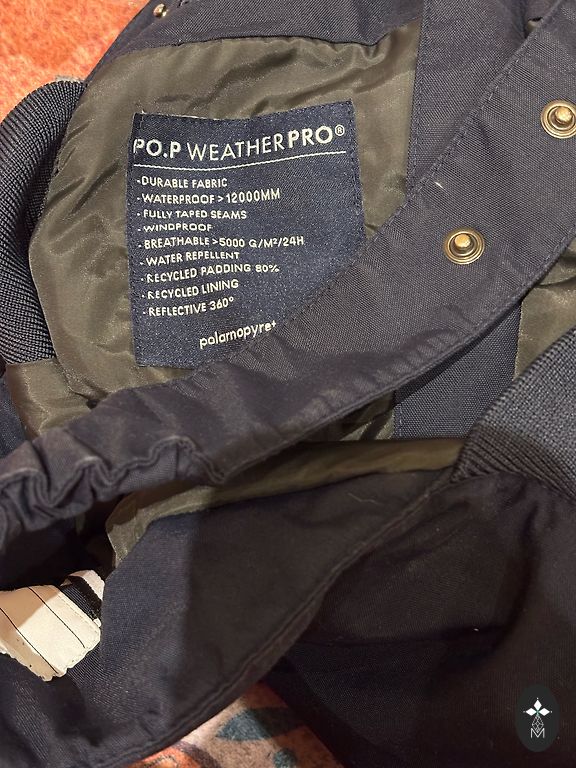 PO.P WEATHERPRO®
-DURABLE FABRIC
-WATERPROOF >12000MM
-FULLY TAPED SEAMS
-WINDPROOF
-BREATHABLE >5000 G/M²/24H
-WATER REPELLENT
-RECYCLED PADDING 80%
-RECYCLED LINING
-REFLECTIVE 360°
polarnopyret